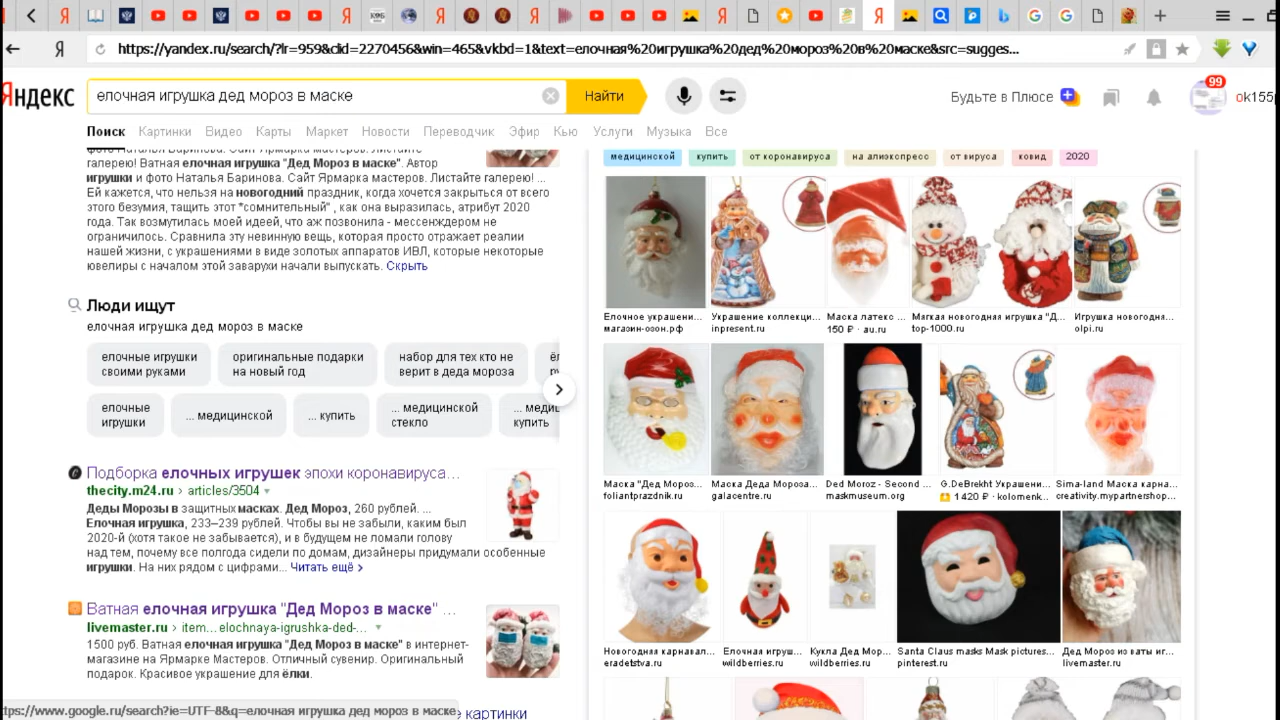 https://yandex.ru/search/?lr=959&clid=2270456&win=465&vkbd=1&text=елочная%20игрушка%20дед%20мороз%20в%20маске&src=sugges...
Яндекс
елочная игрушка дед мороз в маске
Найти
Будьте в Плюсе
99
ok155
Поиск Картинки Видео Карты Маркет Новости Переводчик Эфир Кью Услуги Музыка Все
фото Наталья Баринова. Сайт Ярмарка мастеров. Листайте
галерею! Ватная елочная игрушка "Дед Мороз в маске". Автор
игрушки и фото Наталья Баринова. Сайт Ярмарка мастеров. Листайте галерею! ...
Ей кажется, что нельзя на новогодний праздник, когда хочется закрыться от всего
этого безумия, тащить этот "сомнительный" , как она выразилась, атрибут 2020
года. Так возмутилась моей идеей, что аж позвонила - мессенджером не
ограничилось. Сравнила эту невинную вещь, которая просто отражает реалии
нашей жизни, с украшениями в виде золотых аппаратов ИВЛ, которые некоторые
ювелиры с началом этой заварухи начали выпускать. Скрыть
Люди ищут
елочная игрушка дед мороз в маске
елочные игрушки
своими руками
оригинальные подарки
на новый год
набор для тех кто не
верит в деда мороза
елочные
игрушки
... медицинской
... купить
... медицинской
стекло
купить
Подборка елочных игрушек эпохи коронавируса...
thecity.m24.ru › articles/3504
Деды Морозы в защитных масках. Дед Мороз, 260 рублей. ...
Елочная игрушка, 233–239 рублей. Чтобы вы не забыли, каким был
2020-й (хотя такое не забывается), и в будущем не ломали голову
над тем, почему все полгода сидели по домам, дизайнеры придумали особенные
игрушки. На них рядом с цифрами... Читать ещё >
Ватная елочная игрушка "Дед Мороз в маске" ...
livemaster.ru › item...elochnaya-igrushka-ded-...
1500 руб. Ватная елочная игрушка "Дед Мороз в маске" в интернет-
магазине на Ярмарке Мастеров. Отличный сувенир. Оригинальный
подарок. Красивое украшение для ёлки.
ttps://www.google.ru/search?ie=UTF-8&q=елочная игрушка дед мороз в маске
картинки
медицинской купить от коронавируса на алиэкспресс от вируса ковид 2020
Елочное украшени...
магазин-озон.рф
Украшение коллекци...
inpresent.ru
Маска латекс ...
150 ₽ · au.ru
Мягкая новогодняя игрушка "Д...
top-1000.ru
Игрушка новогодня...
olpi.ru
Маска "Дед Мороз...
foliantprazdnik.ru
Маска Деда Мороза...
galacentre.ru
Ded Moroz - Second ...
maskmuseum.org
G.DeBrekht Украшени...
1 420 ₽ · kolomenk...
Sima-land Маска карна...
creativity.mypartnershop...
Новогодняя карнавал...
eradetstva.ru
Елочная игруш...
wildberries.ru
Кукла Дед Мор...
wildberries.ru
Santa Claus masks Mask pictures...
pinterest.ru
Дед Мороз из ваты иг...
livemaster.ru